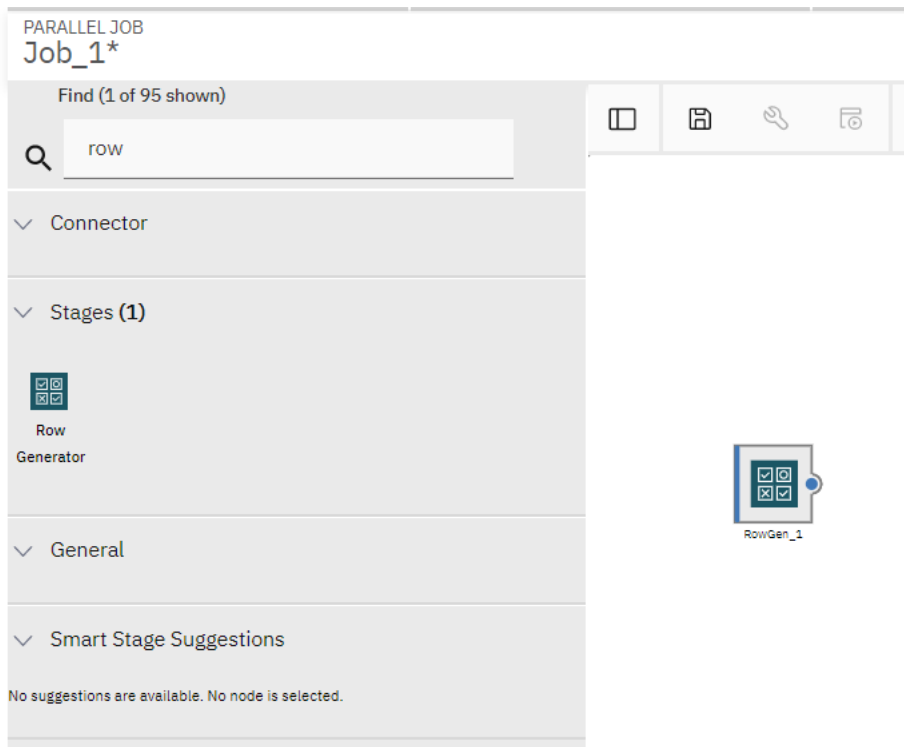 PARALLEL JOB
Job_1*
Find (1 of 95 shown)
row
Connector
Stages (1)
Row
Generator
General
Smart Stage Suggestions
No suggestions are available. No node is selected.
RowGen_1